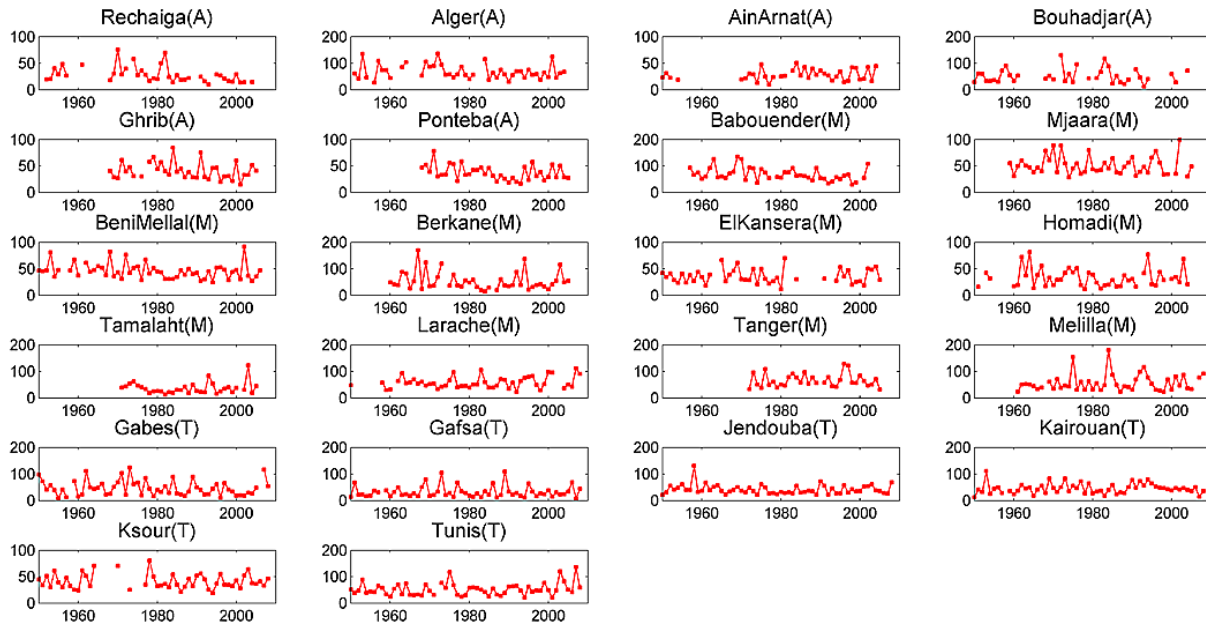 Rechaiga(A) Alger(A) AinArnat(A) Bouhadjar(A)
100 150 100 150
50 100 50 100
0 50 0 50
0 0
1960 1980 2000 1960 1980 2000 1960 1980 2000 1960 1980 2000
Ghrib(A) Ponteba(A) Babouender(M) Mjaara(M)
100 100 200 100
50 50 100 50
0 0 0 0
1960 1980 2000 1960 1980 2000 1960 1980 2000 1960 1980 2000
BeniMellal(M) Berkane(M) ElKansera(M) Homadi(M)
100 200 100 100
50 100 50 50
0 0 0 0
1960 1980 2000 1960 1980 2000 1960 1980 2000 1960 1980 2000
Tamalaht(M) Larache(M) Tanger(M) Melilla(M)
200 200 200 200
100 100 100 100
0 0 0 0
1960 1980 2000 1960 1980 2000 1960 1980 2000 1960 1980 2000
Gabes(T) Gafsa(T) Jendouba(T) Kairouan(T)
200 200 200 200
100 100 100 100
0 0 0 0
1960 1980 2000 1960 1980 2000 1960 1980 2000 1960 1980 2000
Ksour(T) Tunis(T)
100 200
50 100
0 0
1960 1980 2000 1960 1980 2000